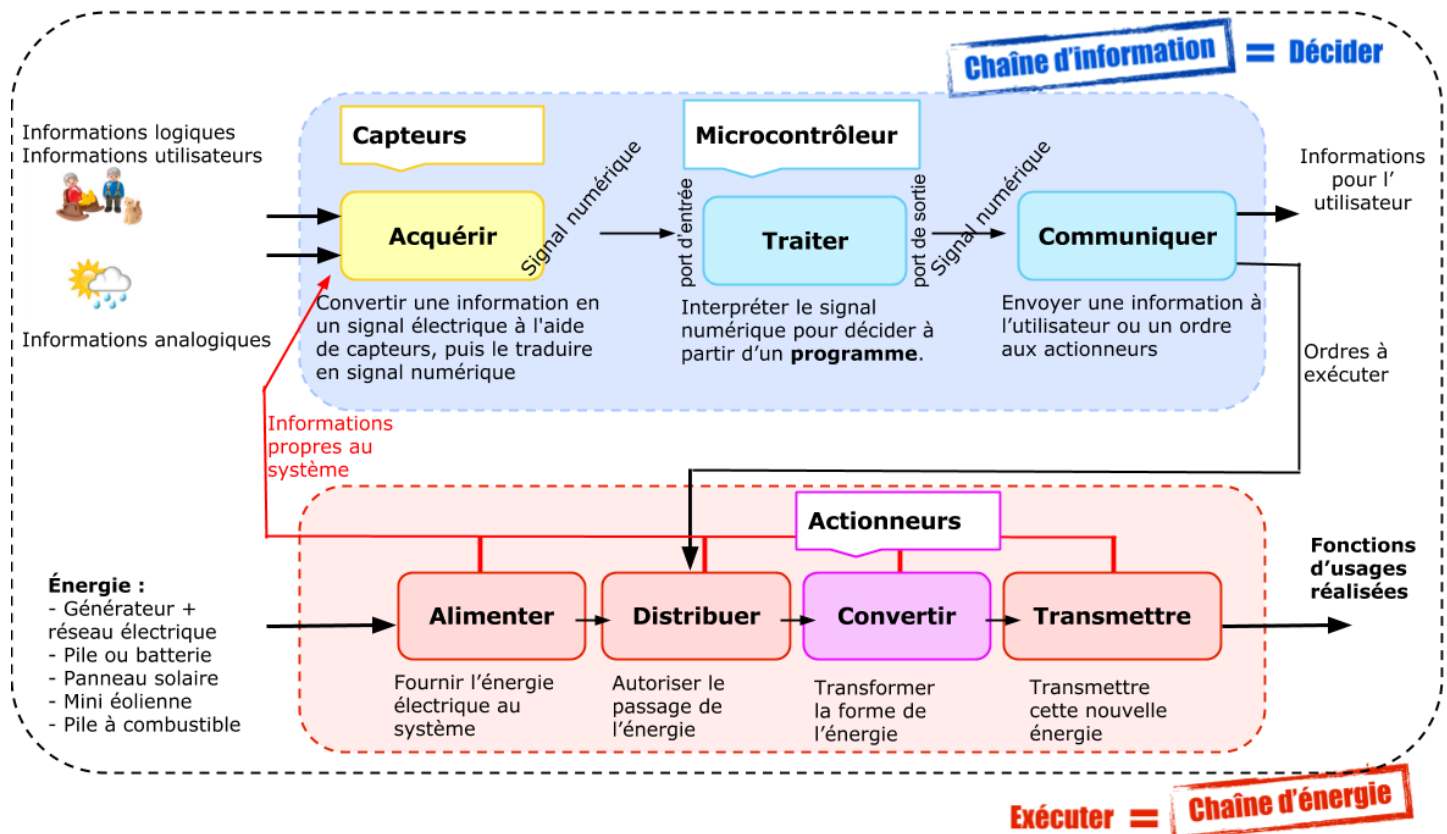 Chaîne d'information = Décider
Informations logiques
Informations utilisateurs
Informations analogiques
Capteurs
Acquérir
Convertir une information en
un signal électrique à l'aide
de capteurs, puis le traduire
en signal numérique
Signal numérique
port d'entrée
Microcontrôleur
Traiter
Interpréter le signal
numérique pour décider à
partir d'un programme.
port de sortie
Signal numérique
Communiquer
Envoyer une information à
l'utilisateur ou un ordre
aux actionneurs
Informations
pour l'
utilisateur
Ordres à
exécuter
Informations
propres au
système
Énergie :
- Générateur +
réseau électrique
- Pile ou batterie
- Panneau solaire
- Mini éolienne
- Pile à combustible
Alimenter
Fournir l'énergie
électrique au
système
Distribuer
Autoriser le
passage de
l'énergie
Actionneurs
Convertir
Transformer
la forme de
l'énergie
Transmettre
Transmettre
cette nouvelle
énergie
Fonctions
d'usages
réalisées
Exécuter = Chaîne d'énergie